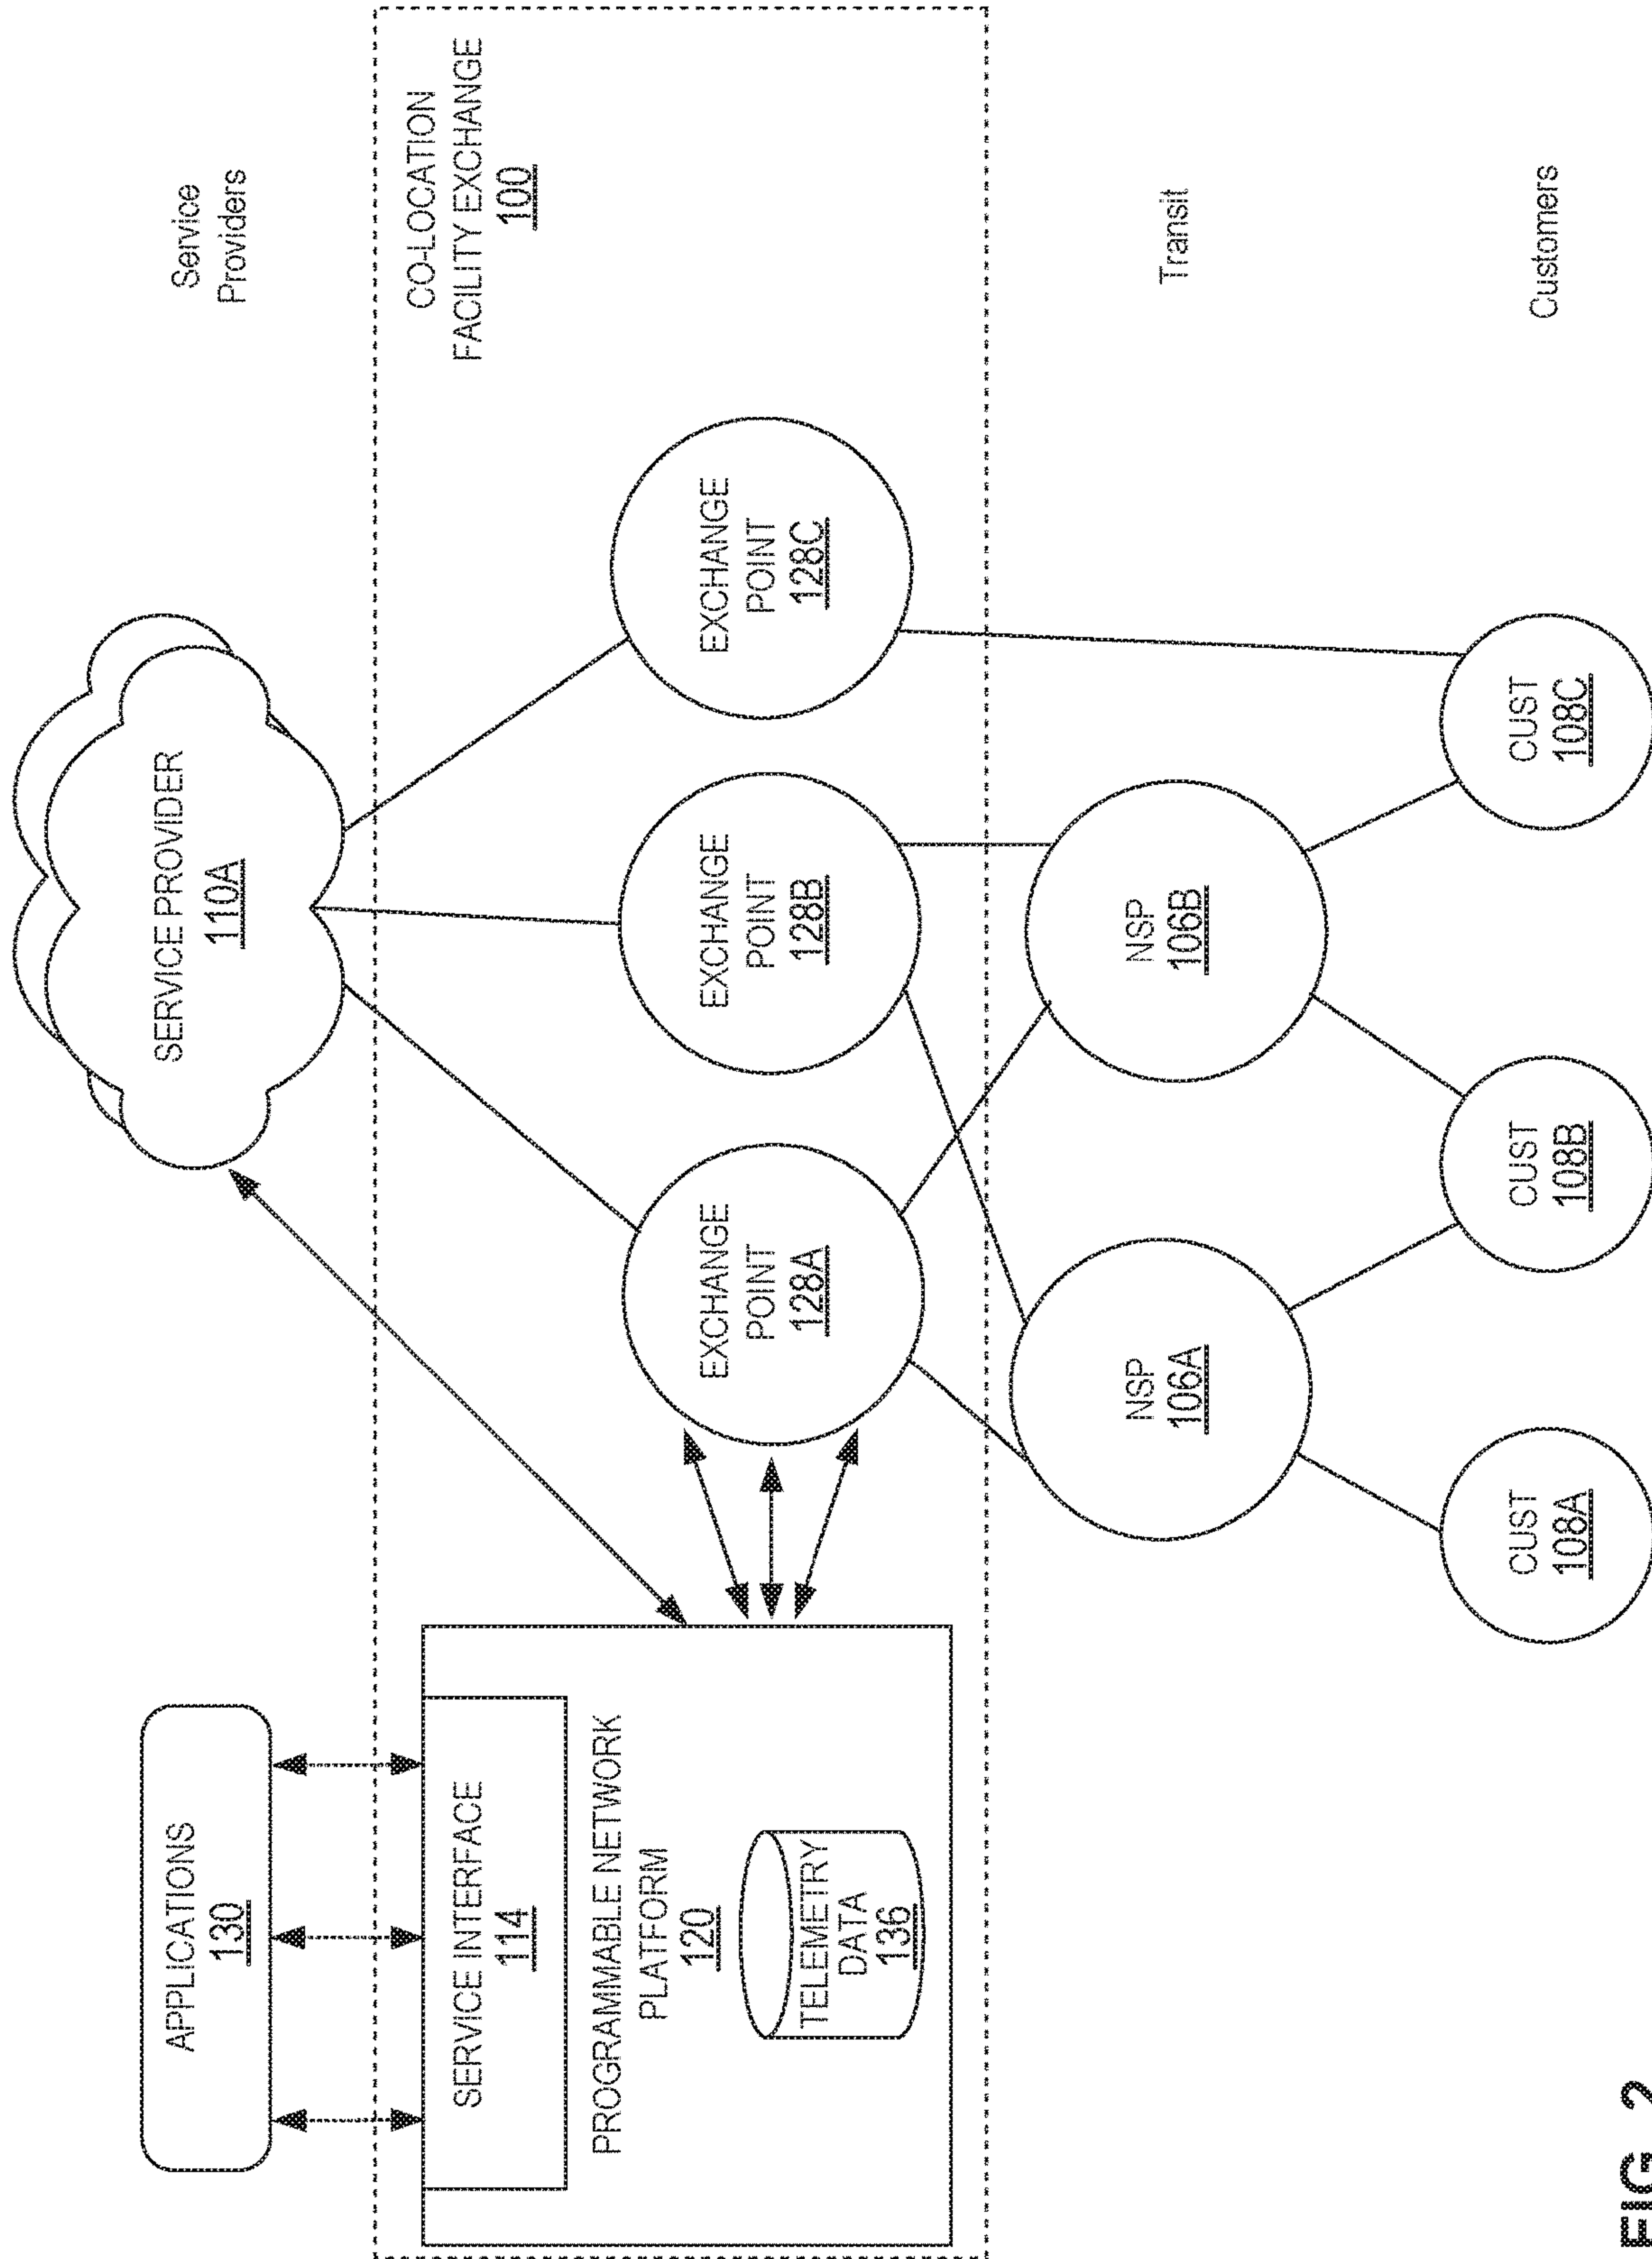 Service
Providers
SERVICE PROVIDER
110A
APPLICATIONS
130
CO-LOCATION
FACILITY EXCHANGE
100
SERVICE INTERFACE
114
PROGRAMMABLE NETWORK
PLATFORM
120
TELEMETRY
DATA
136
EXCHANGE
POINT
128A
EXCHANGE
POINT
128B
EXCHANGE
POINT
128C
Transit
NSP
106A
NSP
106B
Customers
CUST
108A
CUST
108B
CUST
108C
FIG. 2